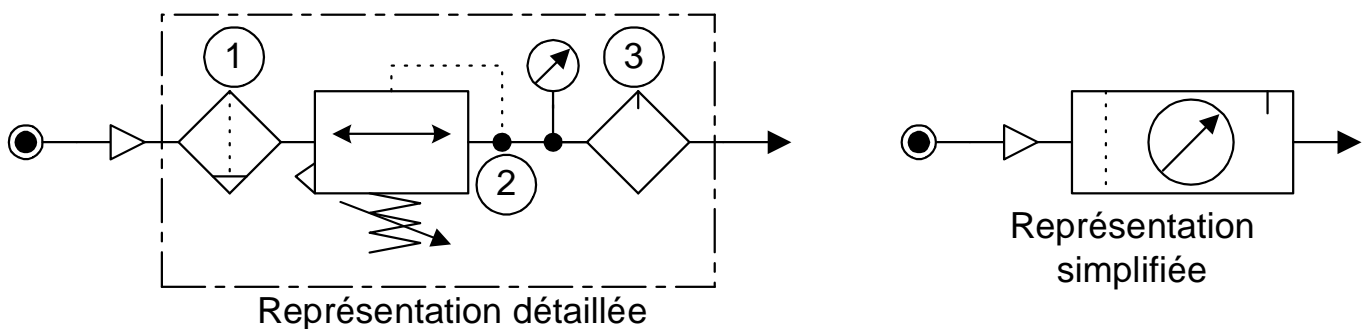 1
3
2
Représentation détaillée
Représentation
simplifiée